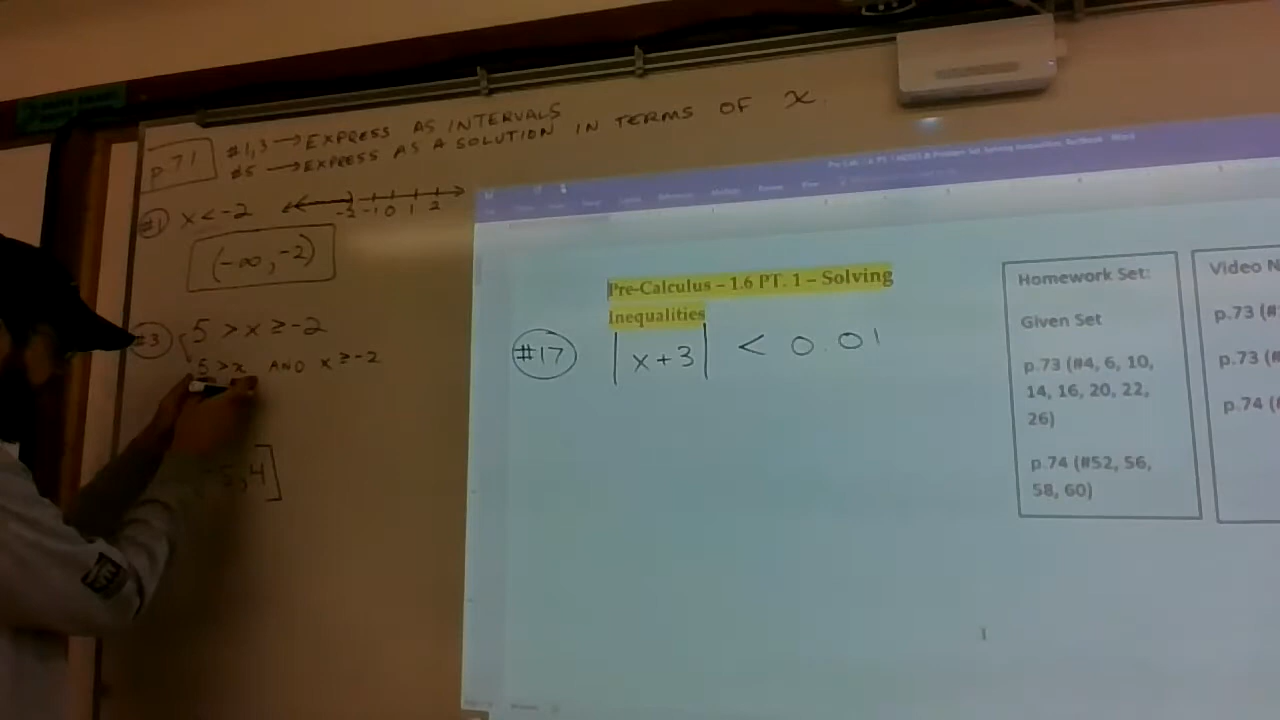 p.71
#1,3 → EXPRESS AS INTERVALS
#5 → EXPRESS AS A SOLUTION IN TERMS OF x.
#1 x < -2
-2 -1 0 1 2
(-∞, -2)
#3 5 > x ≥ -2
5 > x AND x ≥ -2
,4]
Pre-Calculus – 1.6 PT. 1 – Solving
Inequalities
#17 |x+3| < 0.01
Homework Set:
Given Set
p.73 (#4, 6, 10,
14, 16, 20, 22,
26)
p.74 (#52, 56,
58, 60)
Video
p.73 (#
p.73 (#
p.74 (